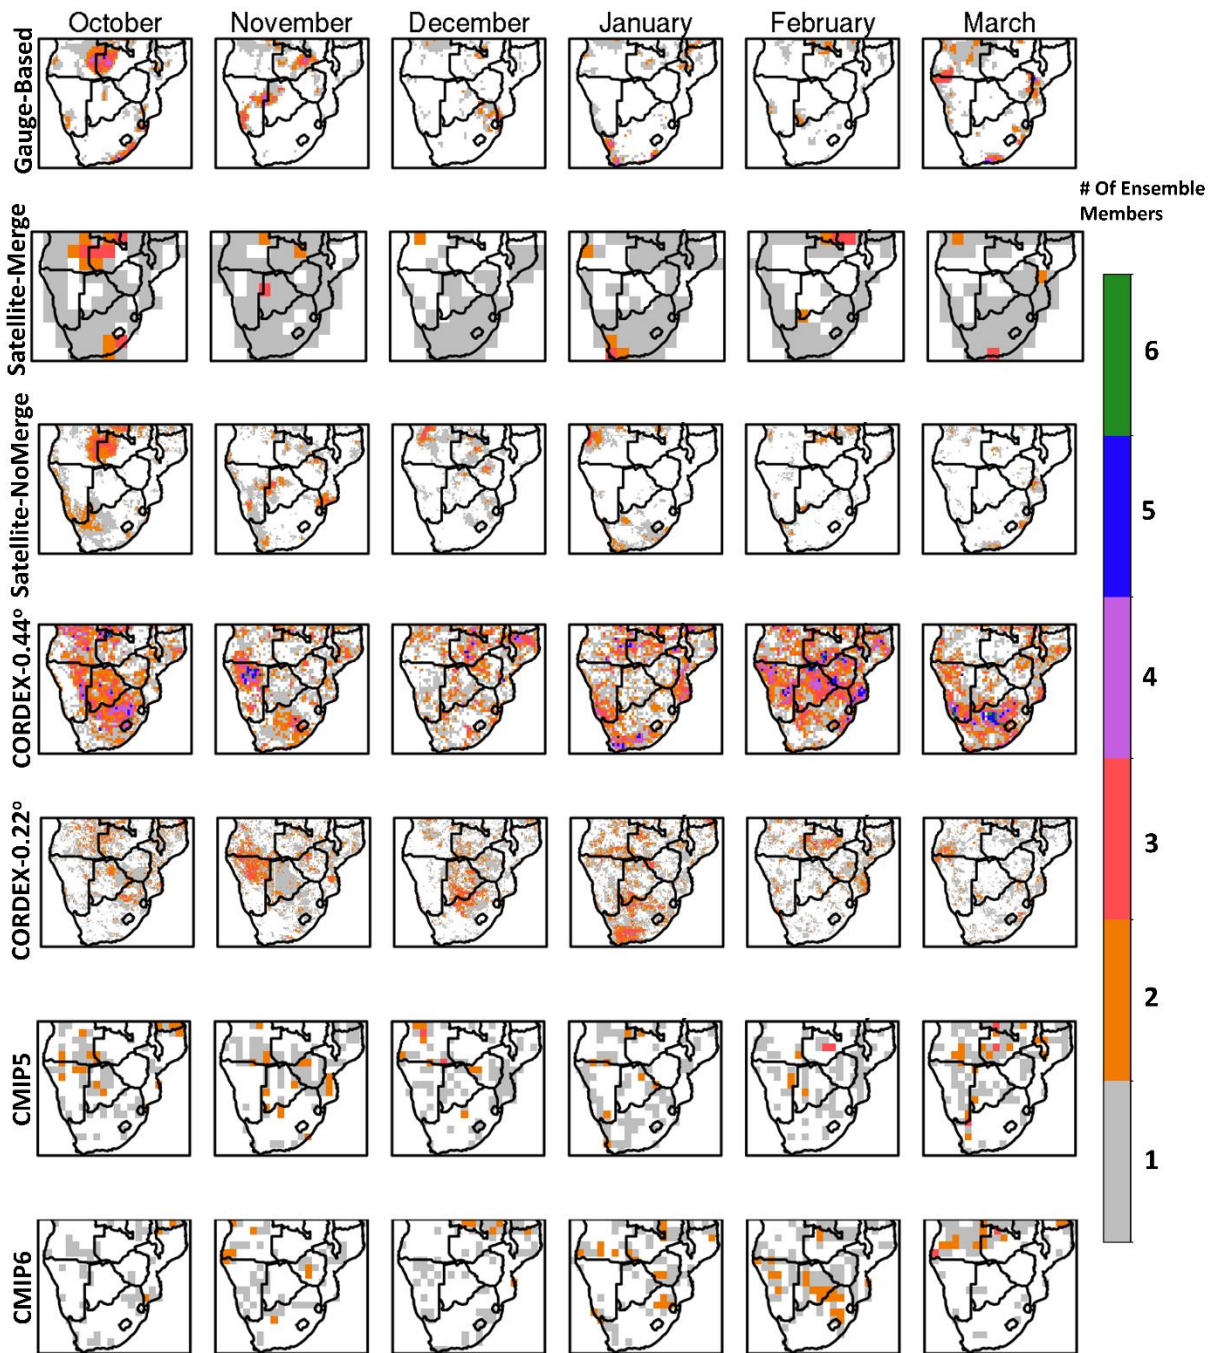 October November December January February March
Gauge-Based
# Of Ensemble
Members
Satellite-Merge
6
Satellite-NoMerge
5
CORDEX-0.44°
4
3
CORDEX-0.22°
2
CMIP5
1
CMIP6